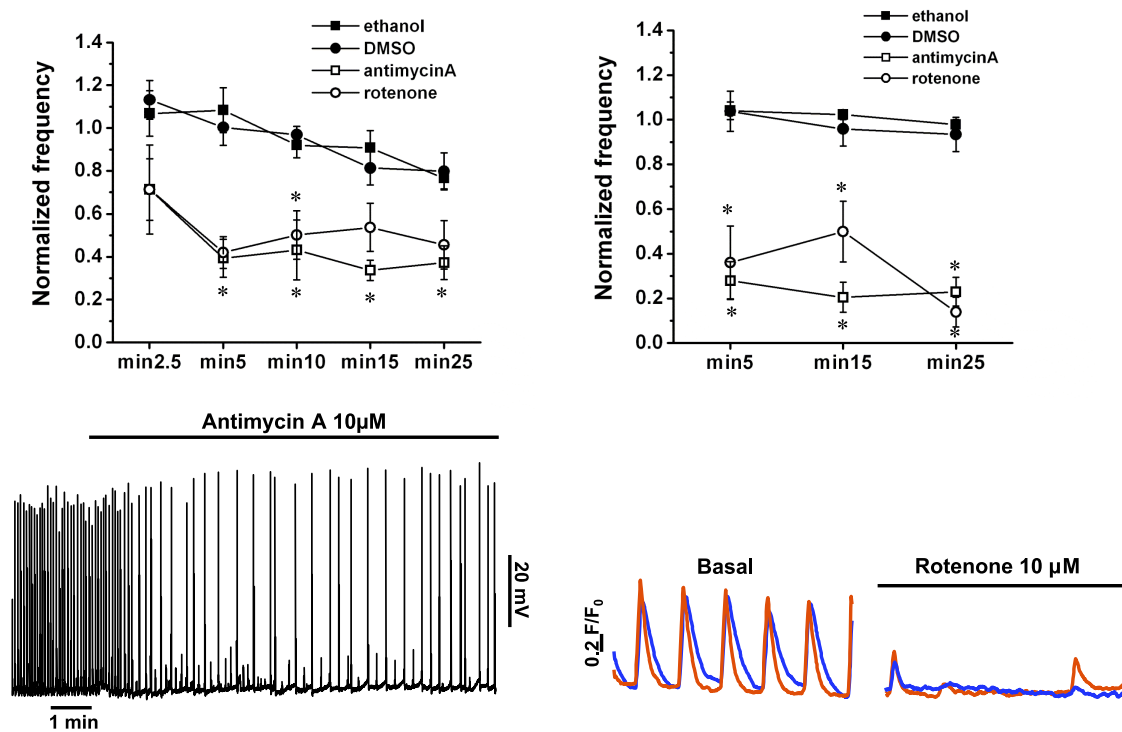 ethanol
DMSO
antimycinA
rotenone
Normalized frequency
1.4
1.2
1.0
0.8
0.6
0.4
0.2
0.0
*
* * * *
min2.5 min5 min10 min15 min25
ethanol
DMSO
antimycinA
rotenone
Normalized frequency
1.4
1.2
1.0
0.8
0.6
0.4
0.2
0.0
* * *
* * *
min5 min15 min25
Antimycin A 10µM
20 mV
1 min
Basal
Rotenone 10 µM
0.2 F/F0